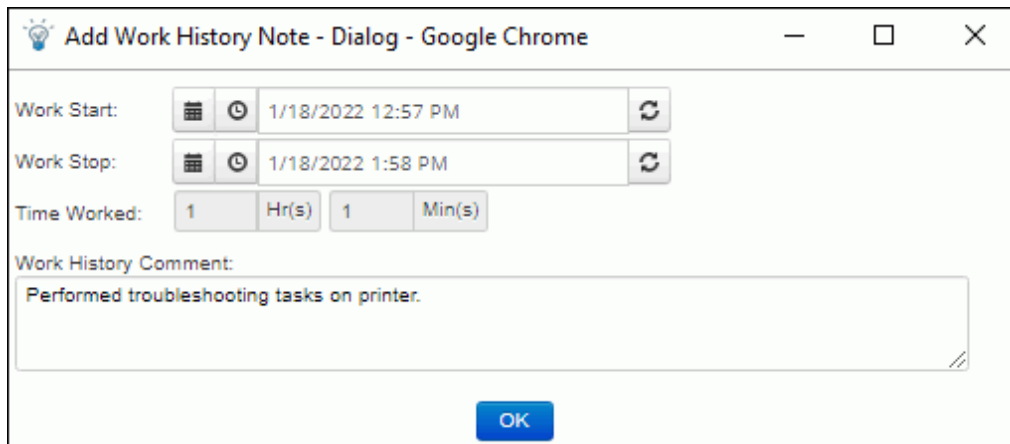 Add Work History Note - Dialog - Google Chrome
Work Start: 1/18/2022 12:57 PM
Work Stop: 1/18/2022 1:58 PM
Time Worked: 1 Hr(s) 1 Min(s)
Work History Comment:
Performed troubleshooting tasks on printer.
OK